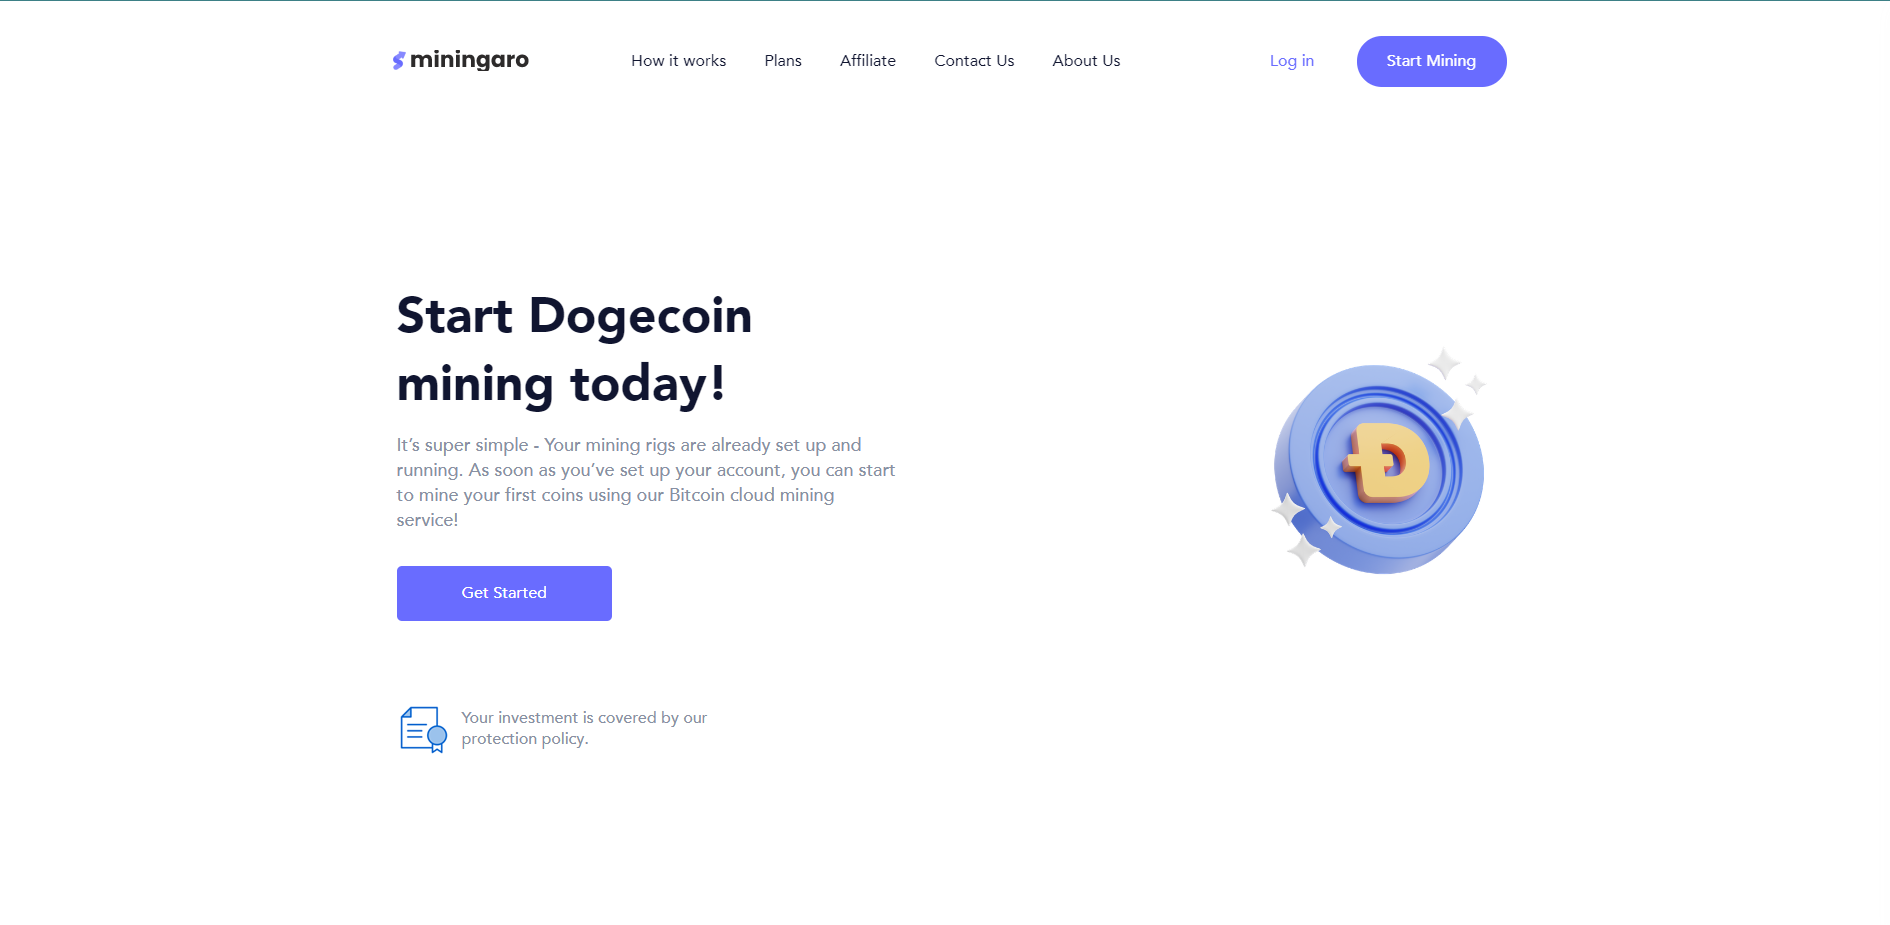 miningaro
How it works
Plans
Affiliate
Contact Us
About Us
Log in
Start Mining
Start Dogecoin
mining today!
It’s super simple - Your mining rigs are already set up and
running. As soon as you’ve set up your account, you can start
to mine your first coins using our Bitcoin cloud mining
service!
Get Started
Your investment is covered by our
protection policy.